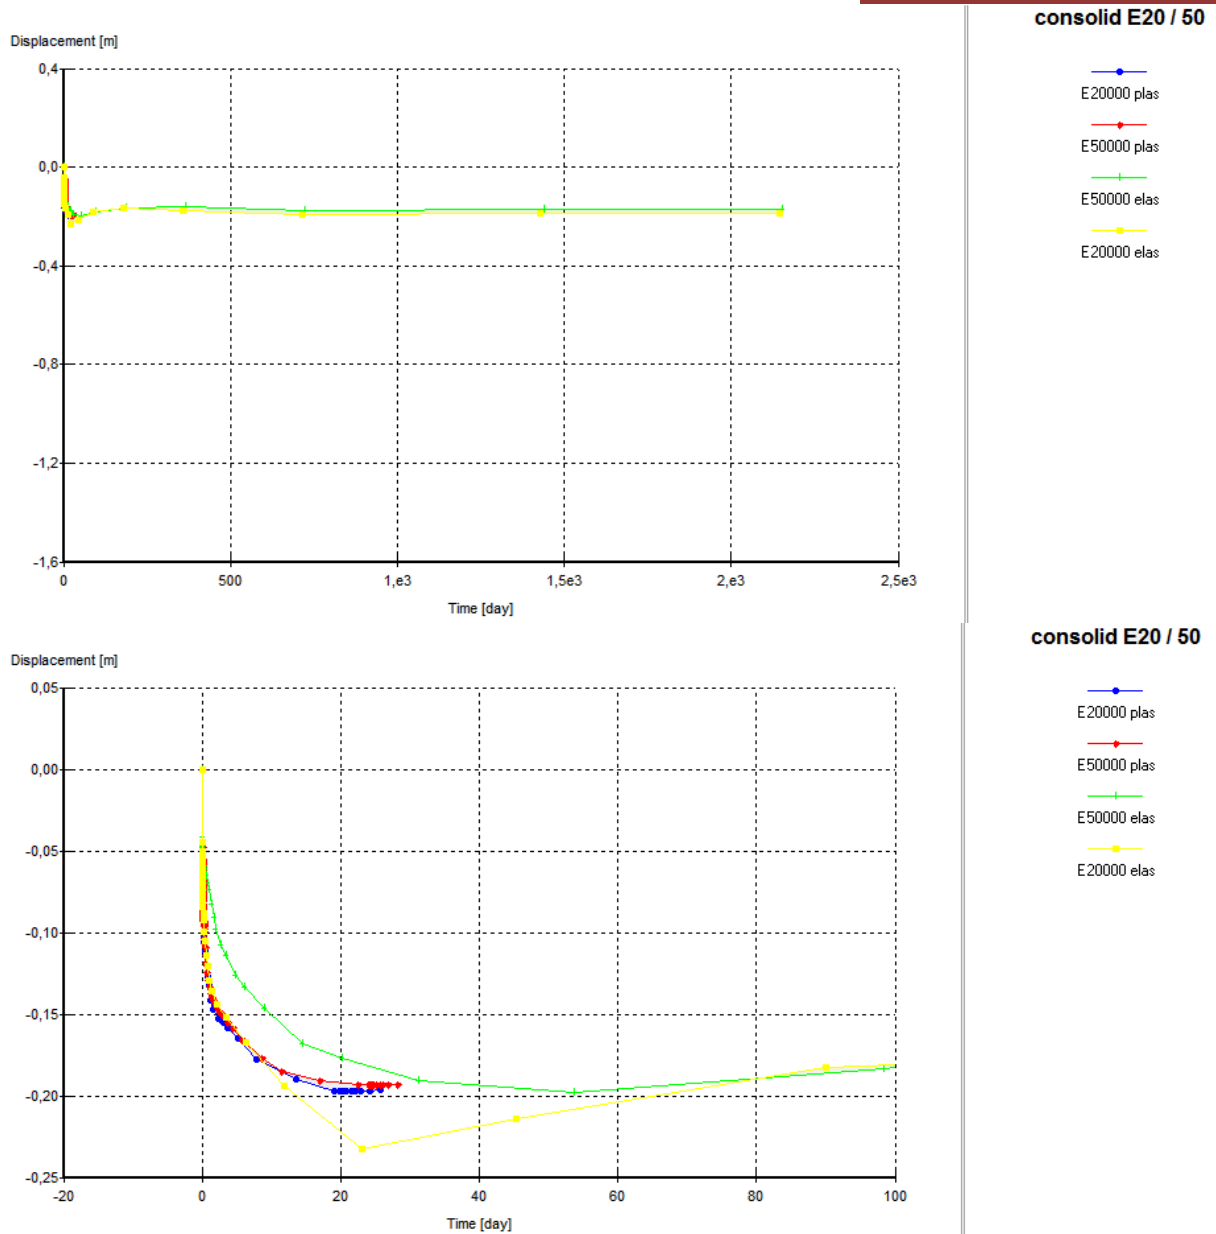 consolid E20 / 50
Displacement [m]
0,4
0,0
-0,4
-0,8
-1,2
-1,6
0
500
1,e3
1,5e3
2,e3
2,5e3
Time [day]
E20000 plas
E50000 plas
E50000 elas
E20000 elas
consolid E20 / 50
Displacement [m]
0,05
0,00
-0,05
-0,10
-0,15
-0,20
-0,25
-20
0
20
40
60
80
100
Time [day]
E20000 plas
E50000 plas
E50000 elas
E20000 elas